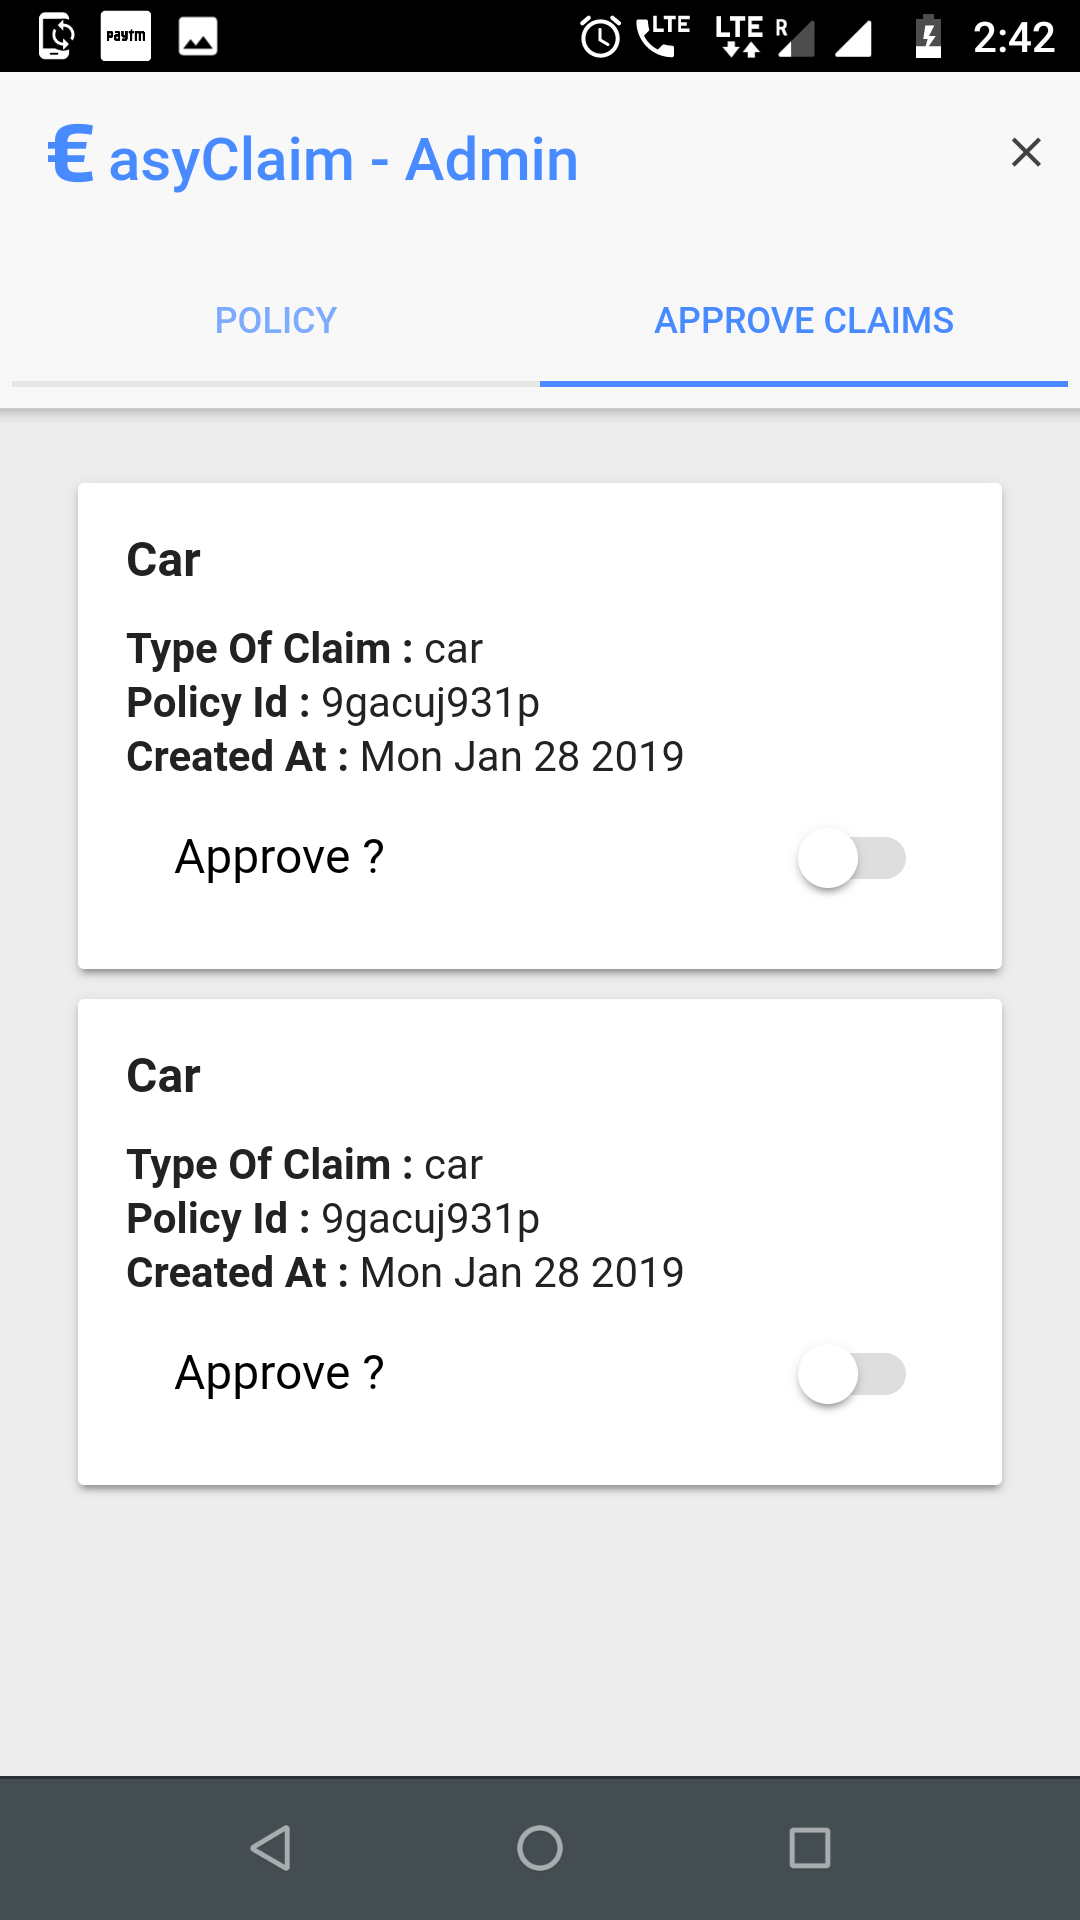 paytm LTE LTE R 2:42
€ asyClaim - Admin
POLICY APPROVE CLAIMS
Car
Type Of Claim : car
Policy Id : 9gacuj931p
Created At : Mon Jan 28 2019
Approve ?
Car
Type Of Claim : car
Policy Id : 9gacuj931p
Created At : Mon Jan 28 2019
Approve ?